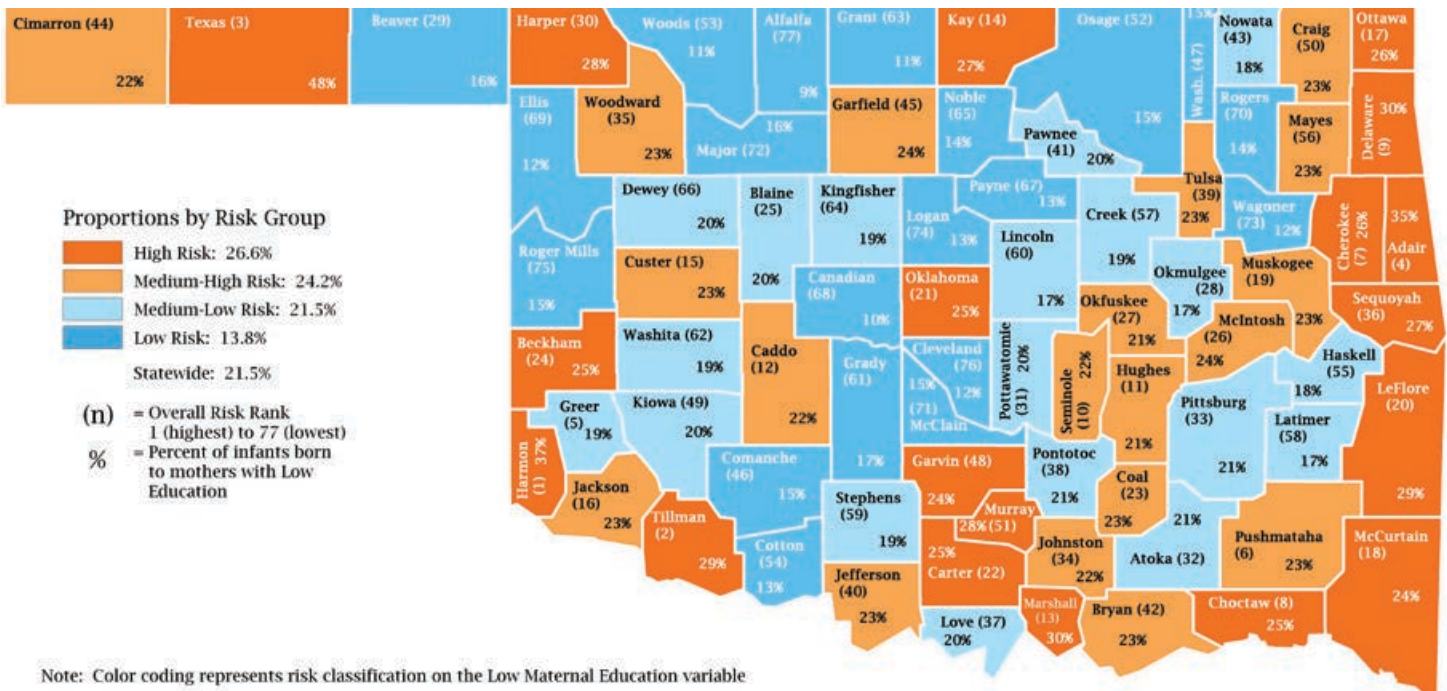 Cimarron (44)
22%
Texas (3)
48%
Beaver (29)
16%
Harper (30)
28%
Woods (53)
11%
Alfalfa
(77)
9%
Grant (63)
11%
Kay (14)
27%
Osage (52)
15%
15%
Wash. (47)
Nowata
(43)
18%
Craig
(50)
23%
Ottawa
(17)
26%
Ellis
(69)
12%
Woodward
(35)
23%
16%
Major (72)
Garfield (45)
24%
Noble
(65)
14%
Pawnee
(41)
20%
Rogers
(70)
14%
Mayes
(56)
23%
Delaware
(9)
30%
Dewey (66)
20%
Blaine
(25)
20%
Kingfisher
(64)
19%
Logan
(74)
13%
Payne (67)
13%
Creek (57)
19%
Tulsa
(39)
23%
Wagoner
(73)
12%
Cherokee
(7) 26%
35%
Adair
(4)
Proportions by Risk Group
High Risk: 26.6%
Medium-High Risk: 24.2%
Medium-Low Risk: 21.5%
Low Risk: 13.8%
Statewide: 21.5%
(n) = Overall Risk Rank
1 (highest) to 77 (lowest)
% = Percent of infants born
to mothers with Low
Education
Roger Mills
(75)
15%
Custer (15)
23%
Canadian
(68)
10%
Oklahoma
(21)
25%
Lincoln
(60)
17%
Okmulgee
(28)
17%
Muskogee
(19)
23%
Okfuskee
(27)
21%
McIntosh
(26)
24%
Sequoyah
(36)
27%
Beckham
(24)
25%
Washita (62)
19%
Caddo
(12)
22%
Grady
(61)
17%
Cleveland
(76)
12%
15%
(71)
McClain
Pottawatomie
(31) 20%
Seminole
(10) 22%
Hughes
(11)
21%
Pittsburg
(33)
21%
Haskell
(55)
18%
LeFlore
(20)
29%
Greer
(5)
19%
Kiowa (49)
20%
Latimer
(58)
17%
Harmon
(1) 37%
Jackson
(16)
23%
Comanche
(46)
15%
Stephens
(59)
19%
Garvin (48)
24%
Pontotoc
(38)
21%
Coal
(23)
23%
Tillman
(2)
29%
Cotton
(54)
13%
Murray
28% (51)
25%
Carter (22)
Johnston
(34)
22%
21%
Atoka (32)
Pushmataha
(6)
23%
McCurtain
(18)
24%
Jefferson
(40)
23%
Love (37)
20%
Marshall
(13)
30%
Bryan (42)
23%
Choctaw (8)
25%
Note: Color coding represents risk classification on the Low Maternal Education variable